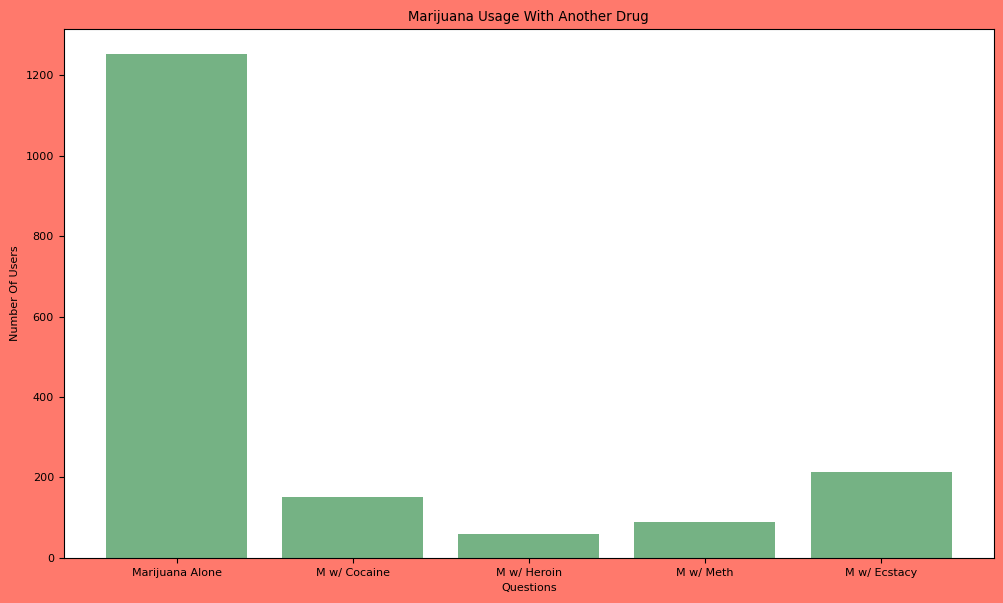 Marijuana Usage With Another Drug
Number Of Users
1200
1000
800
600
400
200
0
Marijuana Alone
M w/ Cocaine
M w/ Heroin
M w/ Meth
M w/ Ecstacy
Questions